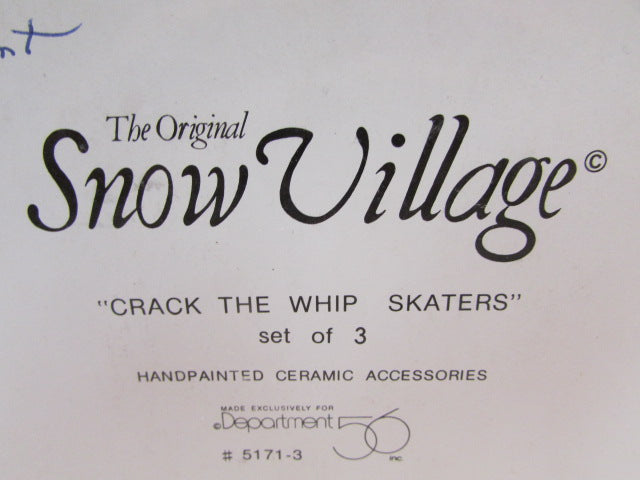 The Original
Snow Village©
"CRACK THE WHIP SKATERS"
set of 3
HANDPAINTED CERAMIC ACCESSORIES
MADE EXCLUSIVELY FOR
©Department 56 inc.
# 5171-3